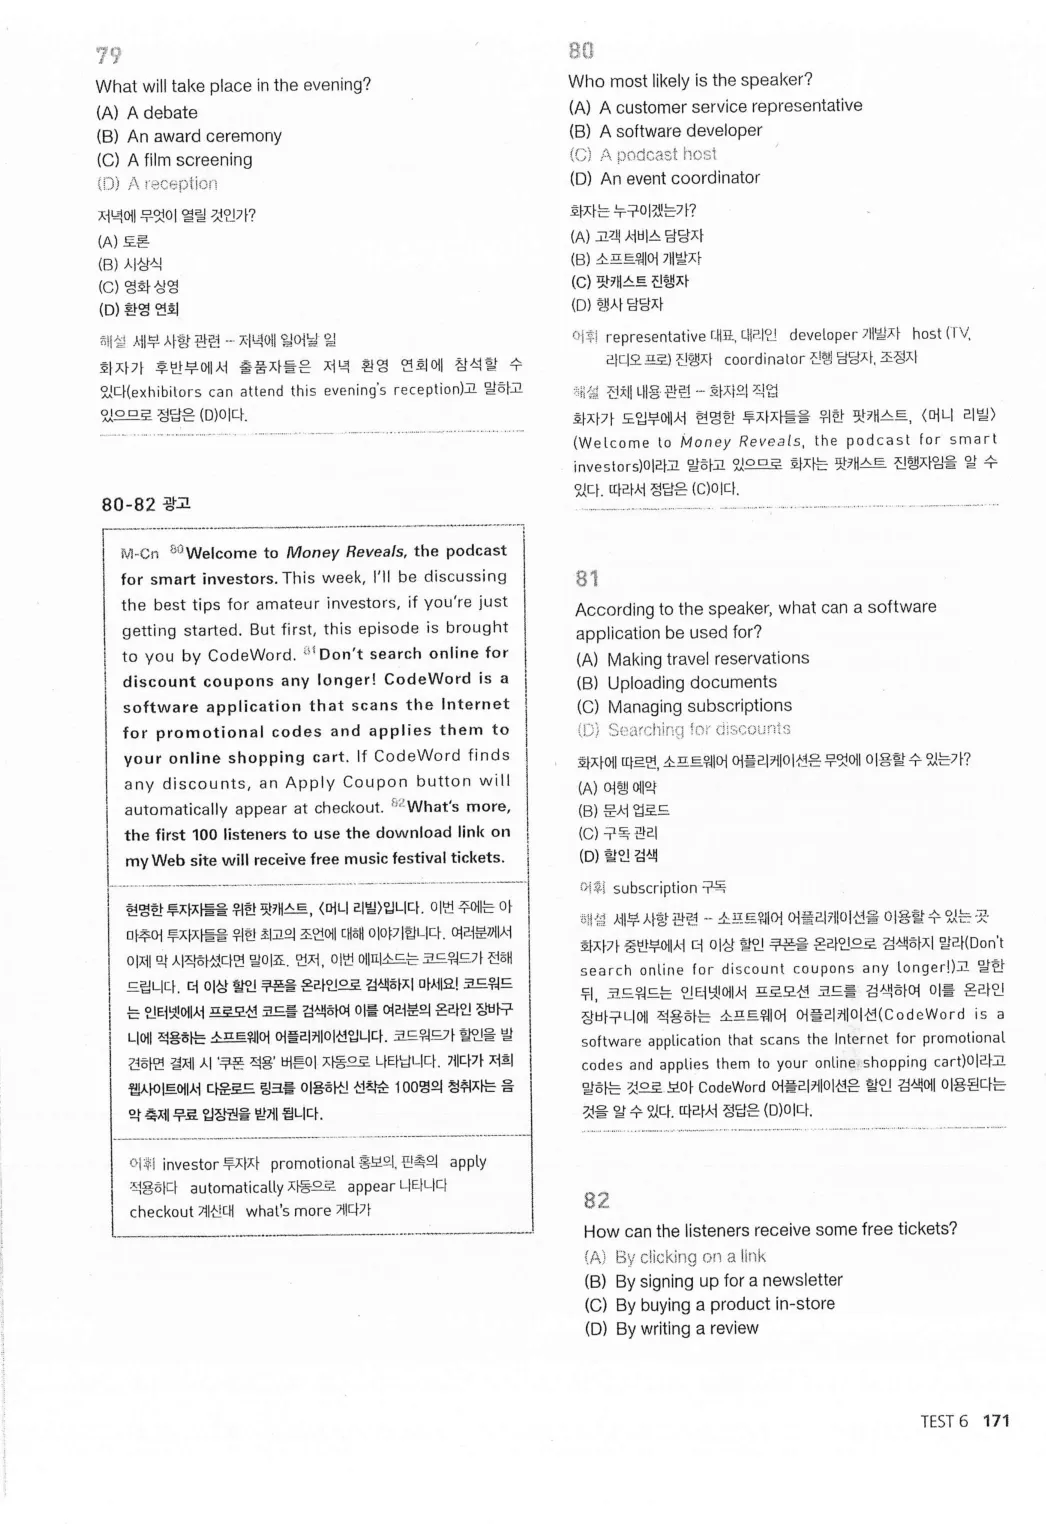 79
What will take place in the evening?
(A) A debate
(B) An award ceremony
(C) A film screening
(D) A reception
저녁에 무엇이 열릴 것인가?
(A) 토론
(B) 시상식
(C) 영화 상영
(D) 환영 연회
해설 세부 사항 관련 -- 저녁에 일어날 일
화자가 후반부에서 출품자들은 저녁 환영 연회에 참석할 수
있다(exhibitors can attend this evening's reception)고 말하고
있으므로 정답은 (D)이다.
80-82 광고
M-Cn 80Welcome to Money Reveals, the podcast
for smart investors. This week, I'll be discussing
the best tips for amateur investors, if you're just
getting started. But first, this episode is brought
to you by CodeWord. 81Don't search online for
discount coupons any longer! CodeWord is a
software application that scans the Internet
for promotional codes and applies them to
your online shopping cart. If CodeWord finds
any discounts, an Apply Coupon button will
automatically appear at checkout. 82What's more,
the first 100 listeners to use the download link on
my Web site will receive free music festival tickets.
현명한 투자자들을 위한 팟캐스트, 〈머니 리빌〉입니다. 이번 주에는 아
마추어 투자자들을 위한 최고의 조언에 대해 이야기합니다. 여러분께서
이제 막 시작하셨다면 말이죠. 먼저, 이번 에피소드는 코드워드가 전해
드립니다. 더 이상 할인 쿠폰을 온라인으로 검색하지 마세요! 코드워드
는 인터넷에서 프로모션 코드를 검색하여 이를 여러분의 온라인 장바구
니에 적용하는 소프트웨어 어플리케이션입니다. 코드워드가 할인을 발
견하면 결제 시 '쿠폰 적용' 버튼이 자동으로 나타납니다. 게다가 저희
웹사이트에서 다운로드 링크를 이용하신 선착순 100명의 청취자는 음
악 축제 무료 입장권을 받게 됩니다.
어휘 investor 투자자 promotional 홍보의, 판촉의 apply
적용하다 automatically 자동으로 appear 나타나다
checkout 계산대 what's more 게다가
80
Who most likely is the speaker?
(A) A customer service representative
(B) A software developer
(C) A podcast host
(D) An event coordinator
화자는 누구이겠는가?
(A) 고객 서비스 담당자
(B) 소프트웨어 개발자
(C) 팟캐스트 진행자
(D) 행사 담당자
어휘 representative 대표, 대리인 developer 개발자 host (TV,
라디오 프로) 진행자 coordinator 진행 담당자, 조정자
해설 전체 내용 관련 -- 화자의 직업
화자가 도입부에서 현명한 투자자들을 위한 팟캐스트, 〈머니 리빌〉
(Welcome to Money Reveals, the podcast for smart
investors)이라고 말하고 있으므로 화자는 팟캐스트 진행자임을 알 수
있다. 따라서 정답은 (C)이다.
81
According to the speaker, what can a software
application be used for?
(A) Making travel reservations
(B) Uploading documents
(C) Managing subscriptions
(D) Searching for discounts
화자에 따르면, 소프트웨어 어플리케이션은 무엇에 이용할 수 있는가?
(A) 여행 예약
(B) 문서 업로드
(C) 구독 관리
(D) 할인 검색
어휘 subscription 구독
해설 세부 사항 관련 -- 소프트웨어 어플리케이션을 이용할 수 있는 곳
화자가 중반부에서 더 이상 할인 쿠폰을 온라인으로 검색하지 말라(Don't
search online for discount coupons any longer!)고 말한
뒤, 코드워드는 인터넷에서 프로모션 코드를 검색하여 이를 온라인
장바구니에 적용하는 소프트웨어 어플리케이션(CodeWord is a
software application that scans the Internet for promotional
codes and applies them to your online shopping cart)이라고
말하는 것으로 보아 CodeWord 어플리케이션은 할인 검색에 이용된다는
것을 알 수 있다. 따라서 정답은 (D)이다.
82
How can the listeners receive some free tickets?
(A) By clicking on a link
(B) By signing up for a newsletter
(C) By buying a product in-store
(D) By writing a review
TEST 6 171